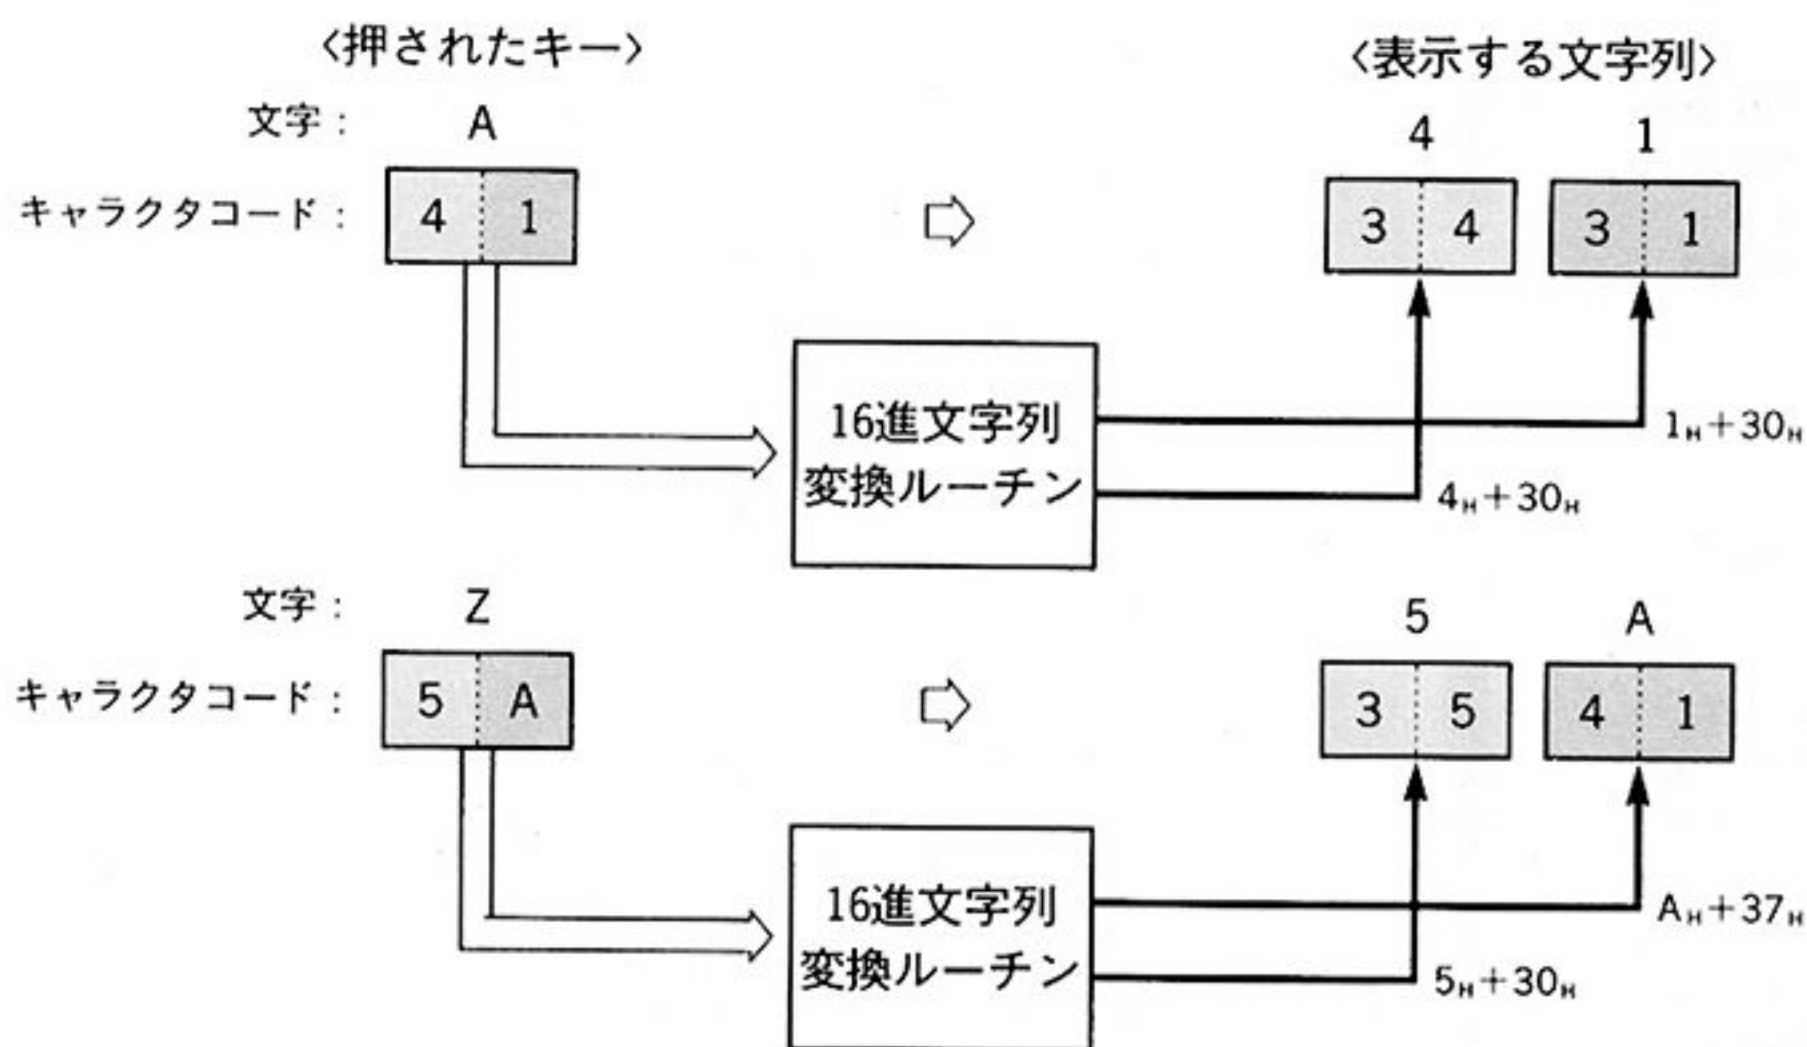 〈押されたキー〉 〈表示する文字列〉
文字： A 4 1
キャラクタコード： 4 1 3 4 3 1
16進文字列
変換ルーチン
1H＋30H
4H＋30H
文字： Z 5 A
キャラクタコード： 5 A 3 5 4 1
16進文字列
変換ルーチン
AH＋37H
5H＋30H